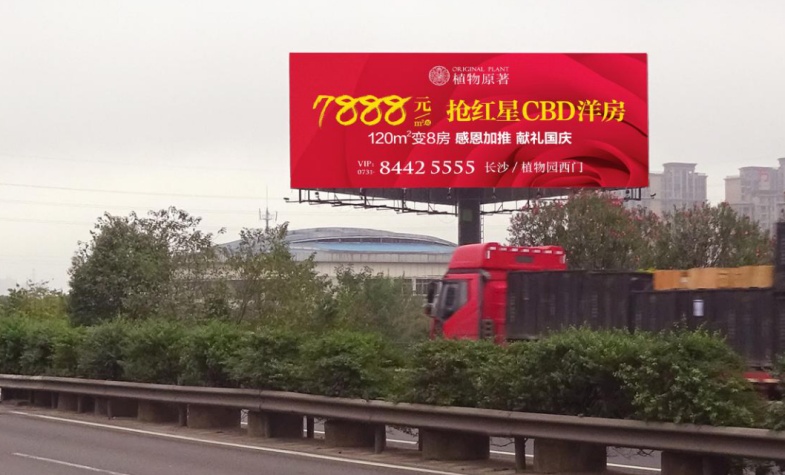 ORIGINAL PLANT
植物原著
7888元/m²起 抢红星CBD洋房
120m²变8房 感恩加推 献礼国庆
VIP: 0731- 8442 5555 长沙/植物园西门